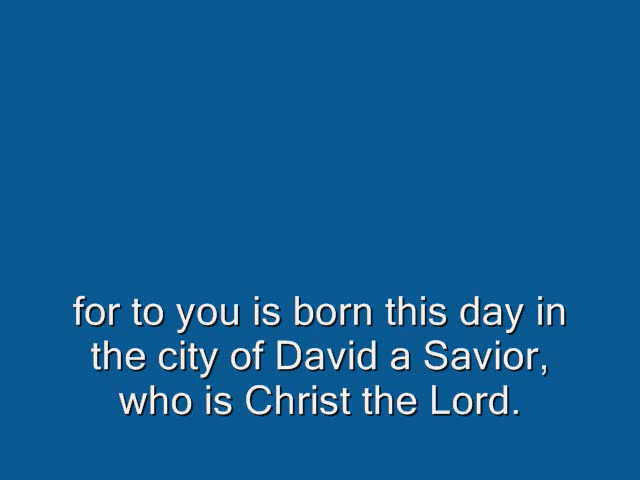 for to you is born this day in
the city of David a Savior,
who is Christ the Lord.